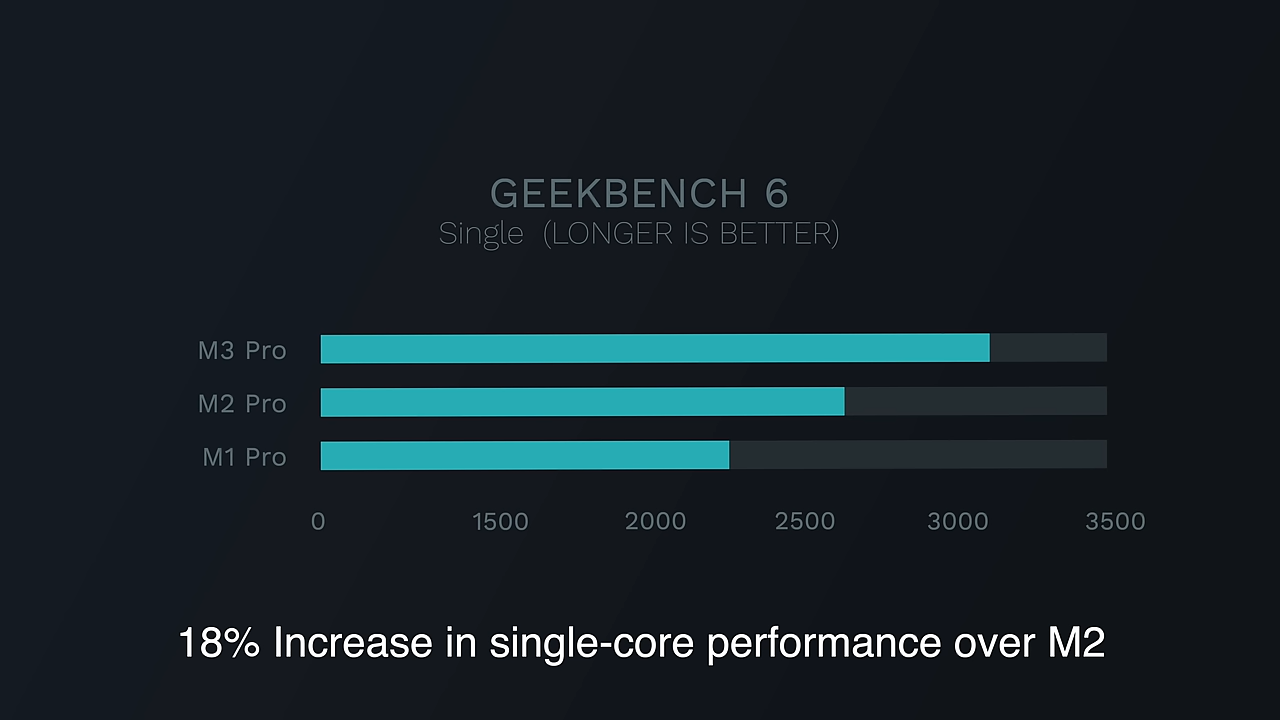 GEEKBENCH 6
Single (LONGER IS BETTER)
M3 Pro
M2 Pro
M1 Pro
0 1500 2000 2500 3000 3500
18% Increase in single-core performance over M2